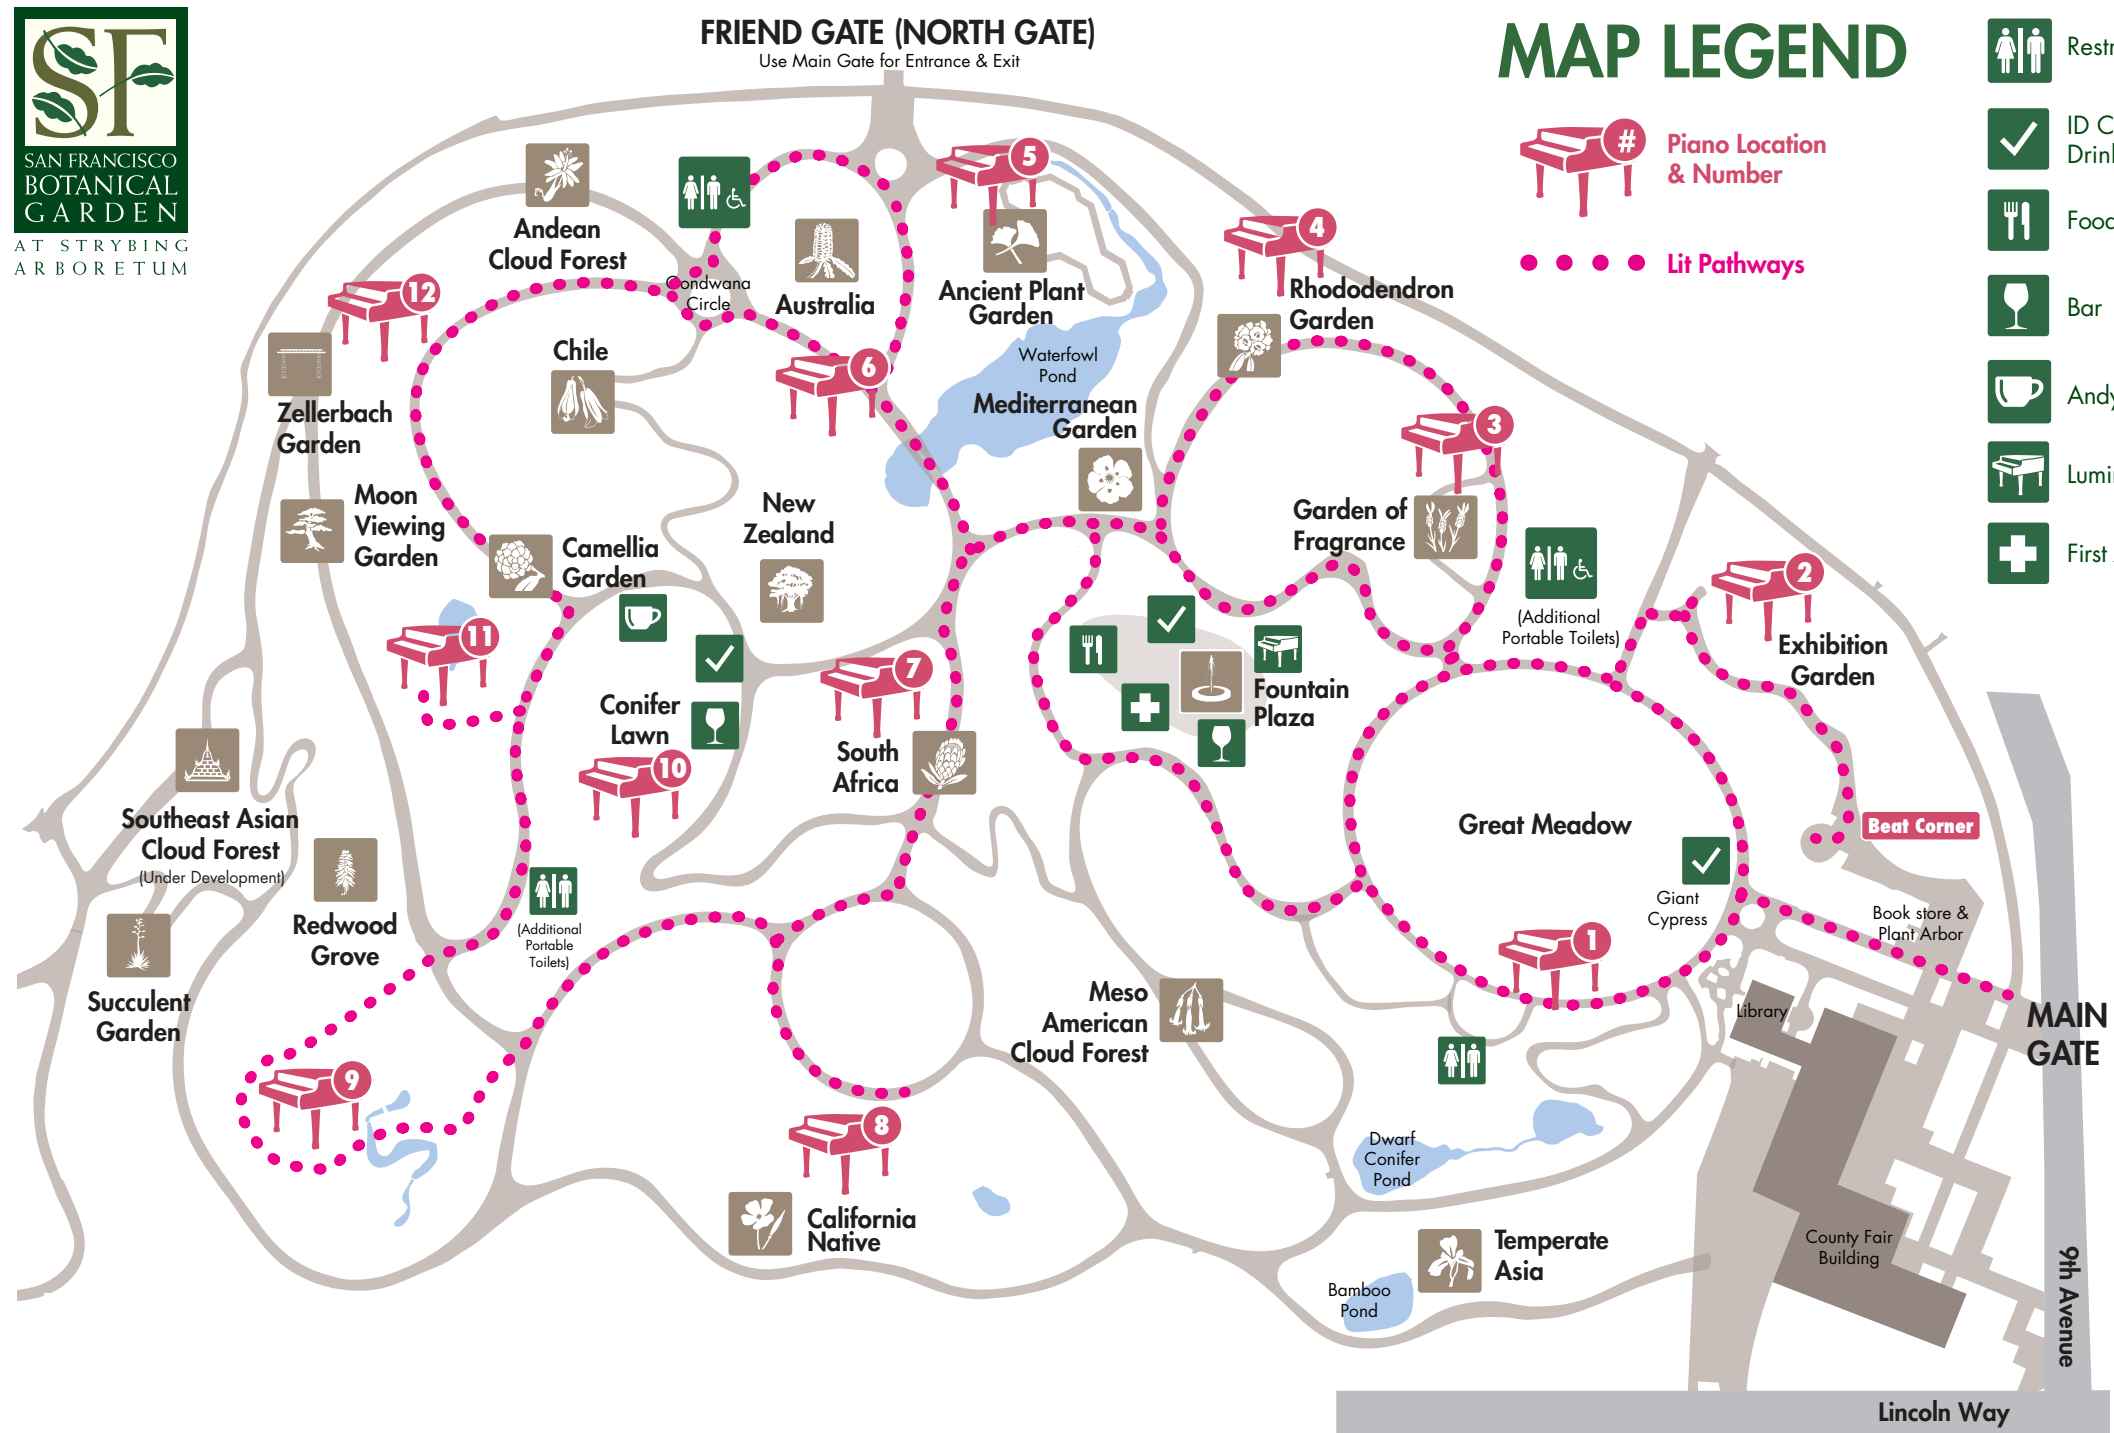 SF
SAN FRANCISCO
BOTANICAL
GARDEN
AT STRYBING
ARBORETUM
FRIEND GATE (NORTH GATE)
Use Main Gate for Entrance & Exit
MAP LEGEND
#
Piano Location
& Number
Lit Pathways
ID
Bar
First
5
Andean
Cloud Forest
Gondwana
Circle
Australia
Ancient Plant
Garden
4
Rhododendron
Garden
12
Chile
6
Waterfowl
Pond
Mediterranean
Garden
3
Zellerbach
Garden
Moon
Viewing
Garden
New
Zealand
Garden of
Fragrance
Camellia
Garden
2
(Additional
Portable Toilets)
Exhibition
Garden
11
7
Conifer
Lawn
Fountain
Plaza
10
South
Africa
Southeast Asian
Cloud Forest
(Under Development)
Great Meadow
Beat Corner
Redwood
Grove
(Additional
Portable
Toilets)
Giant
Cypress
Book store &
Plant Arbor
1
Succulent
Garden
Meso
American
Cloud Forest
Library
MAIN
GATE
9
8
Dwarf
Conifer
Pond
California
Native
Temperate
Asia
County Fair
Building
Bamboo
Pond
9th Avenue
Lincoln Way